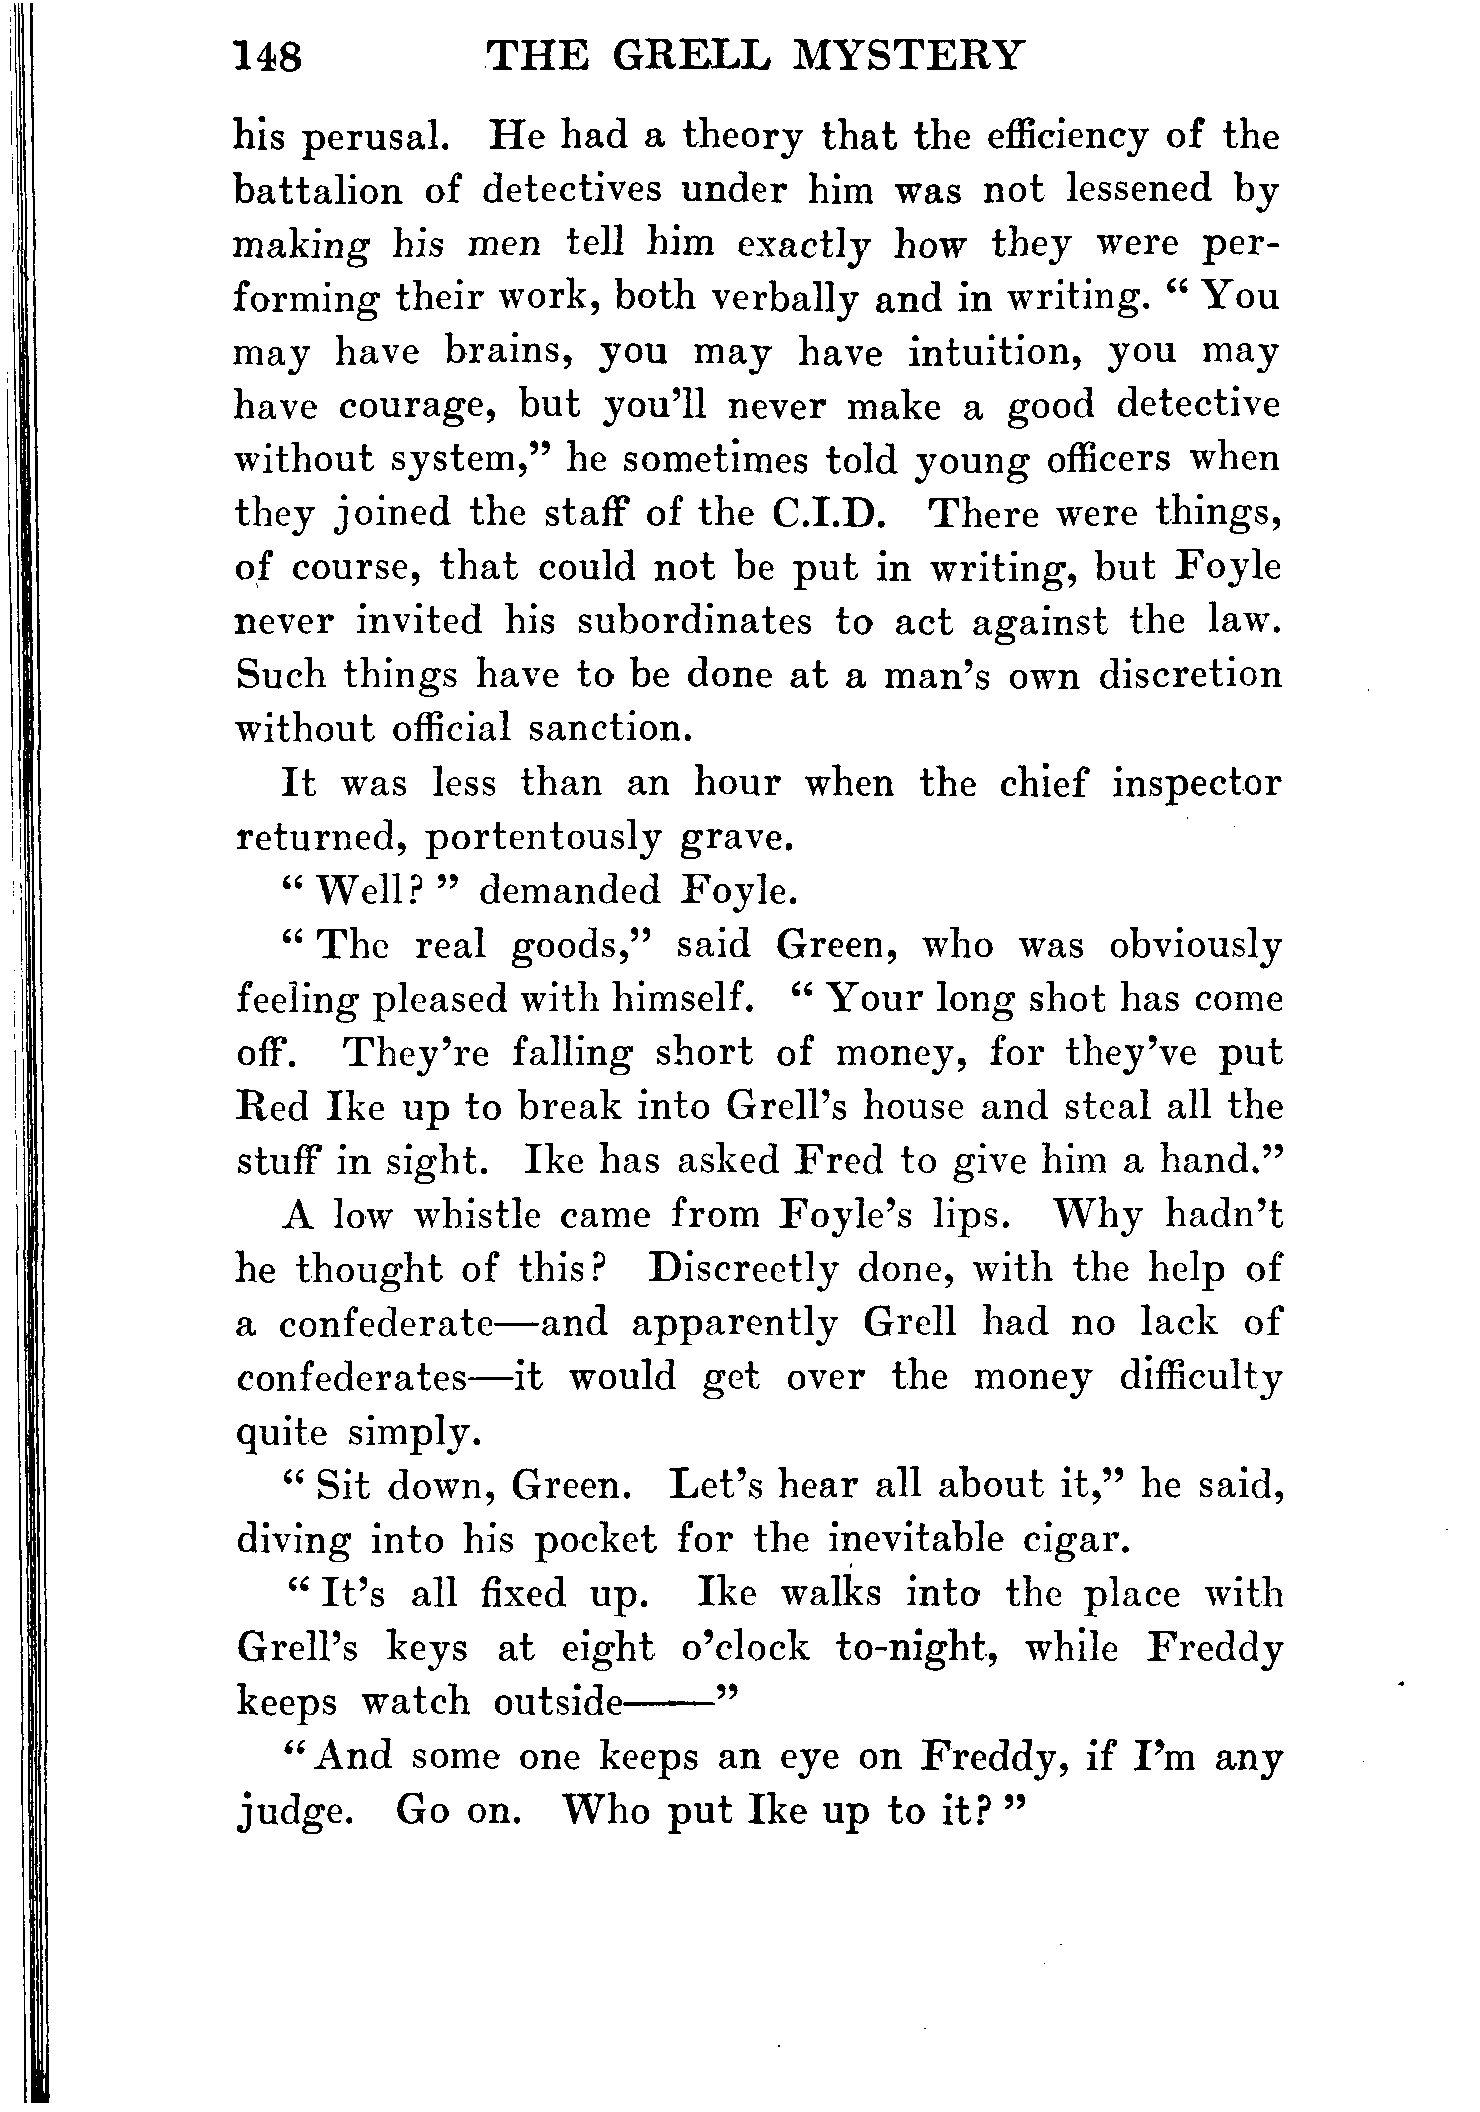 148 THE GRELL MYSTERY
his perusal. He had a theory that the efficiency of the
battalion of detectives under him was not lessened by
making his men tell him exactly how they were per-
forming their work, both verbally and in writing. “ You
may have brains, you may have intuition, you may
have courage, but you’ll never make a good detective
without system,” he sometimes told young officers when
they joined the staff of the C.I.D. There were things,
of course, that could not be put in writing, but Foyle
never invited his subordinates to act against the law.
Such things have to be done at a man’s own discretion
without official sanction.
It was less than an hour when the chief inspector
returned, portentously grave.
“ Well? ” demanded Foyle.
“ The real goods,” said Green, who was obviously
feeling pleased with himself. “ Your long shot has come
off. They’re falling short of money, for they’ve put
Red Ike up to break into Grell’s house and steal all the
stuff in sight. Ike has asked Fred to give him a hand.”
A low whistle came from Foyle’s lips. Why hadn’t
he thought of this? Discreetly done, with the help of
a confederate—and apparently Grell had no lack of
confederates—it would get over the money difficulty
quite simply.
“ Sit down, Green. Let’s hear all about it,” he said,
diving into his pocket for the inevitable cigar.
“ It’s all fixed up. Ike walks into the place with
Grell’s keys at eight o’clock to-night, while Freddy
keeps watch outside——”
“ And some one keeps an eye on Freddy, if I’m any
judge. Go on. Who put Ike up to it? ”